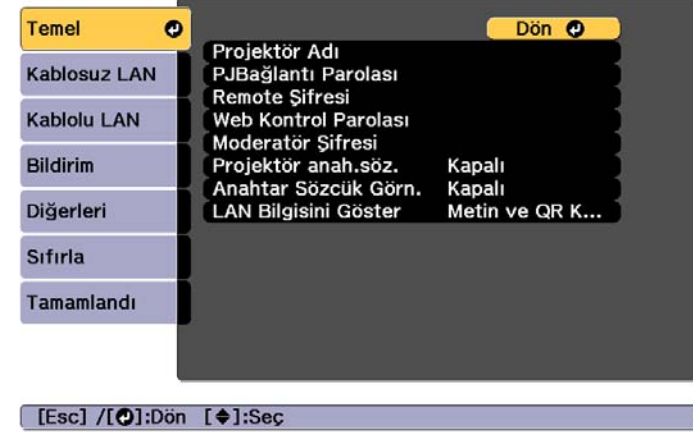 Temel
Kablosuz LAN
Kablolu LAN
Bildirim
Diğerleri
Sıfırla
Tamamlandı
Dön
Projektör Adı
PJBağlantı Parolası
Remote Şifresi
Web Kontrol Parolası
Moderatör Şifresi
Projektör anah.söz. Kapalı
Anahtar Sözcük Görn. Kapalı
LAN Bilgisini Göster Metin ve QR K...
[Esc] /[⏎]:Dön [◆]:Seç